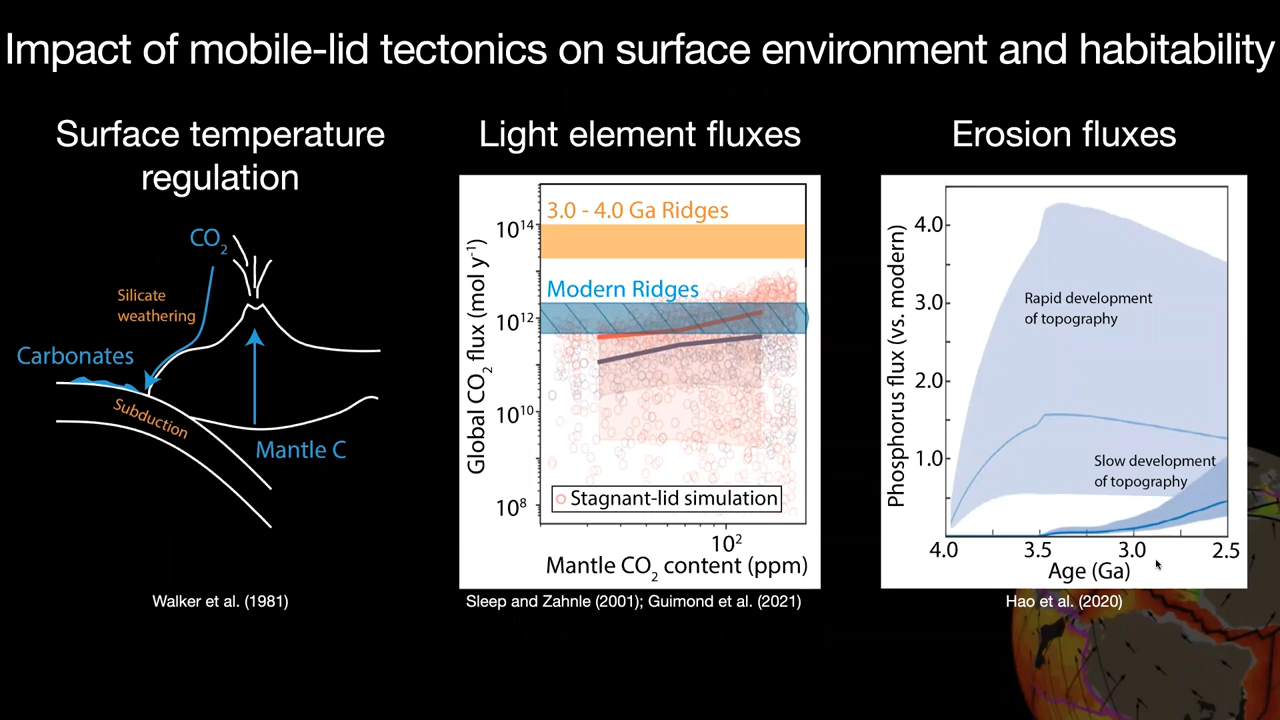 Impact of mobile-lid tectonics on surface environment and habitability
Surface temperature
regulation
CO2
Silicate
weathering
Carbonates
Subduction
Mantle C
Walker et al. (1981)
Light element fluxes
3.0 - 4.0 Ga Ridges
Modern Ridges
10^14
10^12
10^10
10^8
Global CO2 flux (mol y^-1)
Stagnant-lid simulation
10^2
Mantle CO2 content (ppm)
Sleep and Zahnle (2001); Guimond et al. (2021)
Erosion fluxes
Phosphorus flux (vs. modern)
4.0
3.0
2.0
1.0
Rapid development
of topography
Slow development
of topography
4.0 3.5 3.0 2.5
Age (Ga)
Hao et al. (2020)